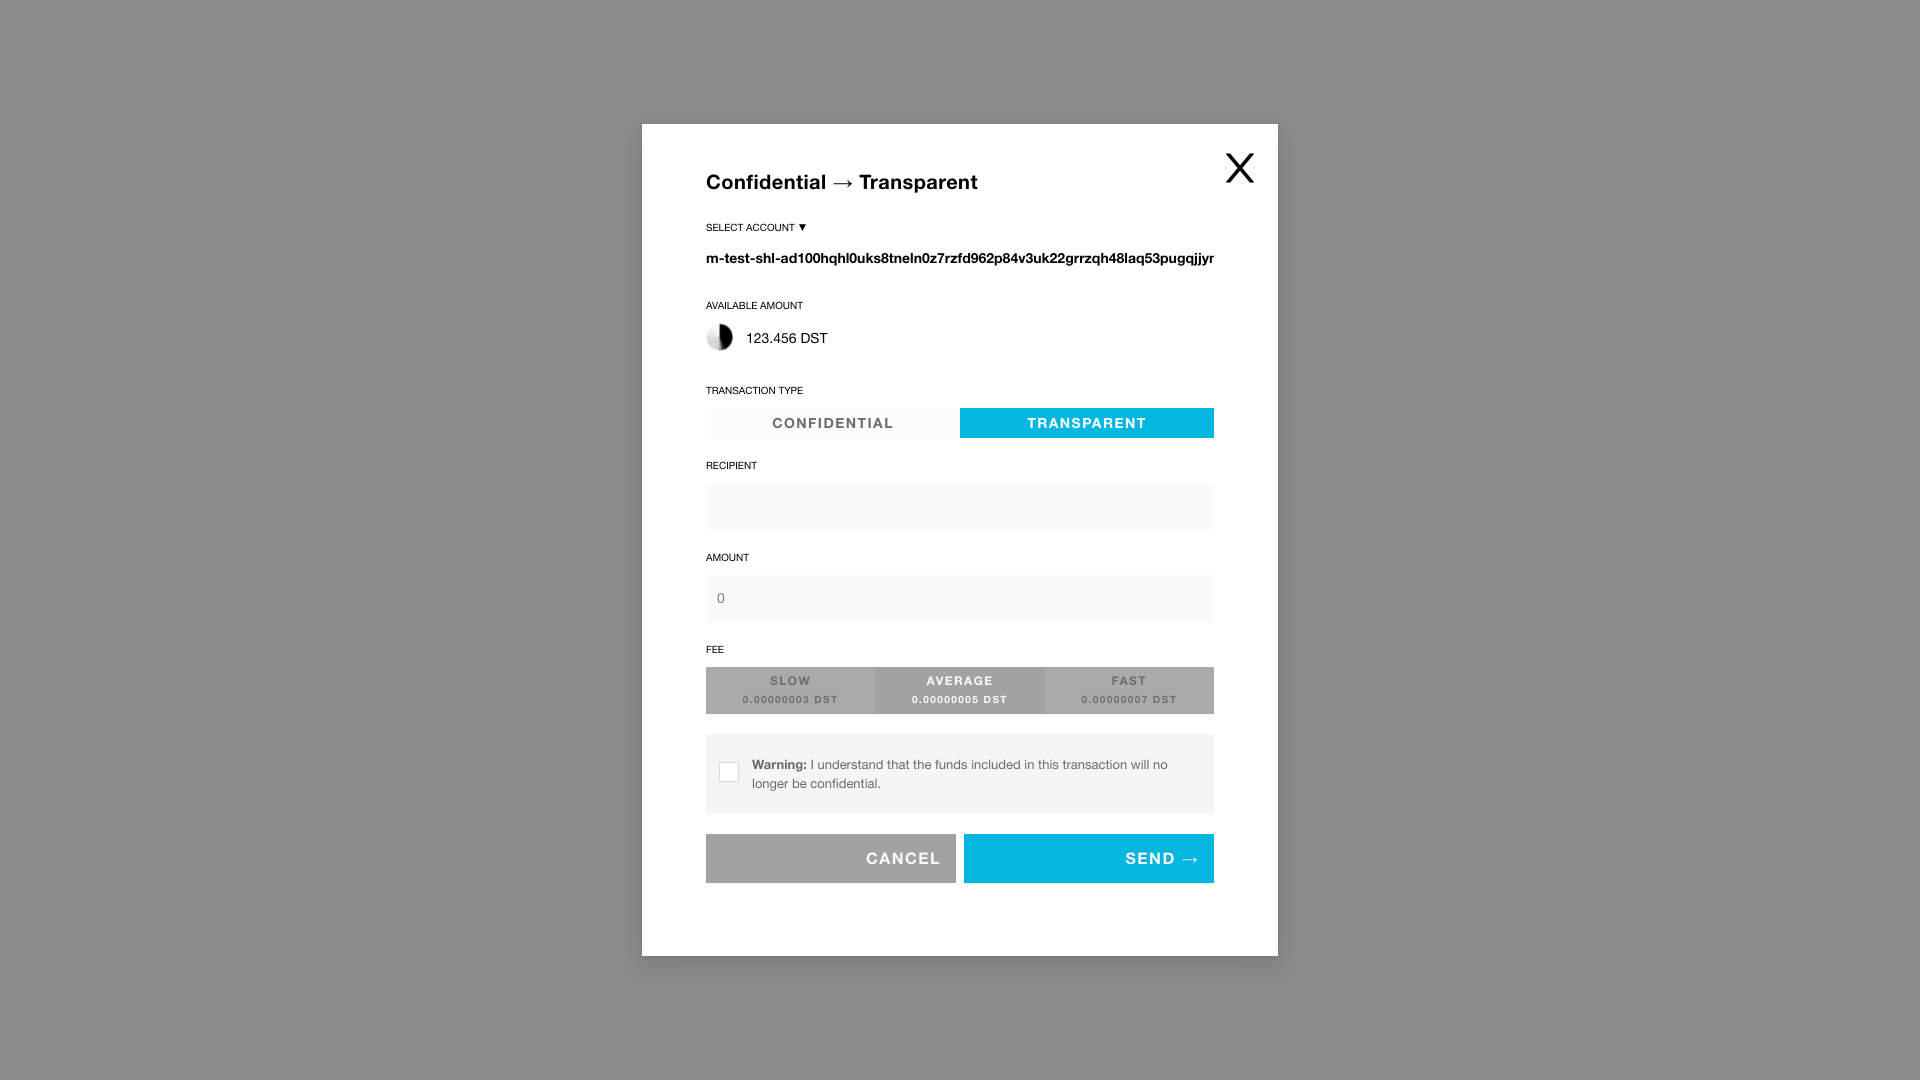 Confidential → Transparent
X
SELECT ACCOUNT ▼
m-test-shl-ad100hqhl0uks8tneln0z7rzfd962p84v3uk22grrzqh48laq53pugqjjyr
AVAILABLE AMOUNT
123.456 DST
TRANSACTION TYPE
CONFIDENTIAL TRANSPARENT
RECIPIENT
AMOUNT
0
FEE
SLOW AVERAGE FAST
0.00000003 DST 0.00000005 DST 0.00000007 DST
Warning: I understand that the funds included in this transaction will no
longer be confidential.
CANCEL SEND →